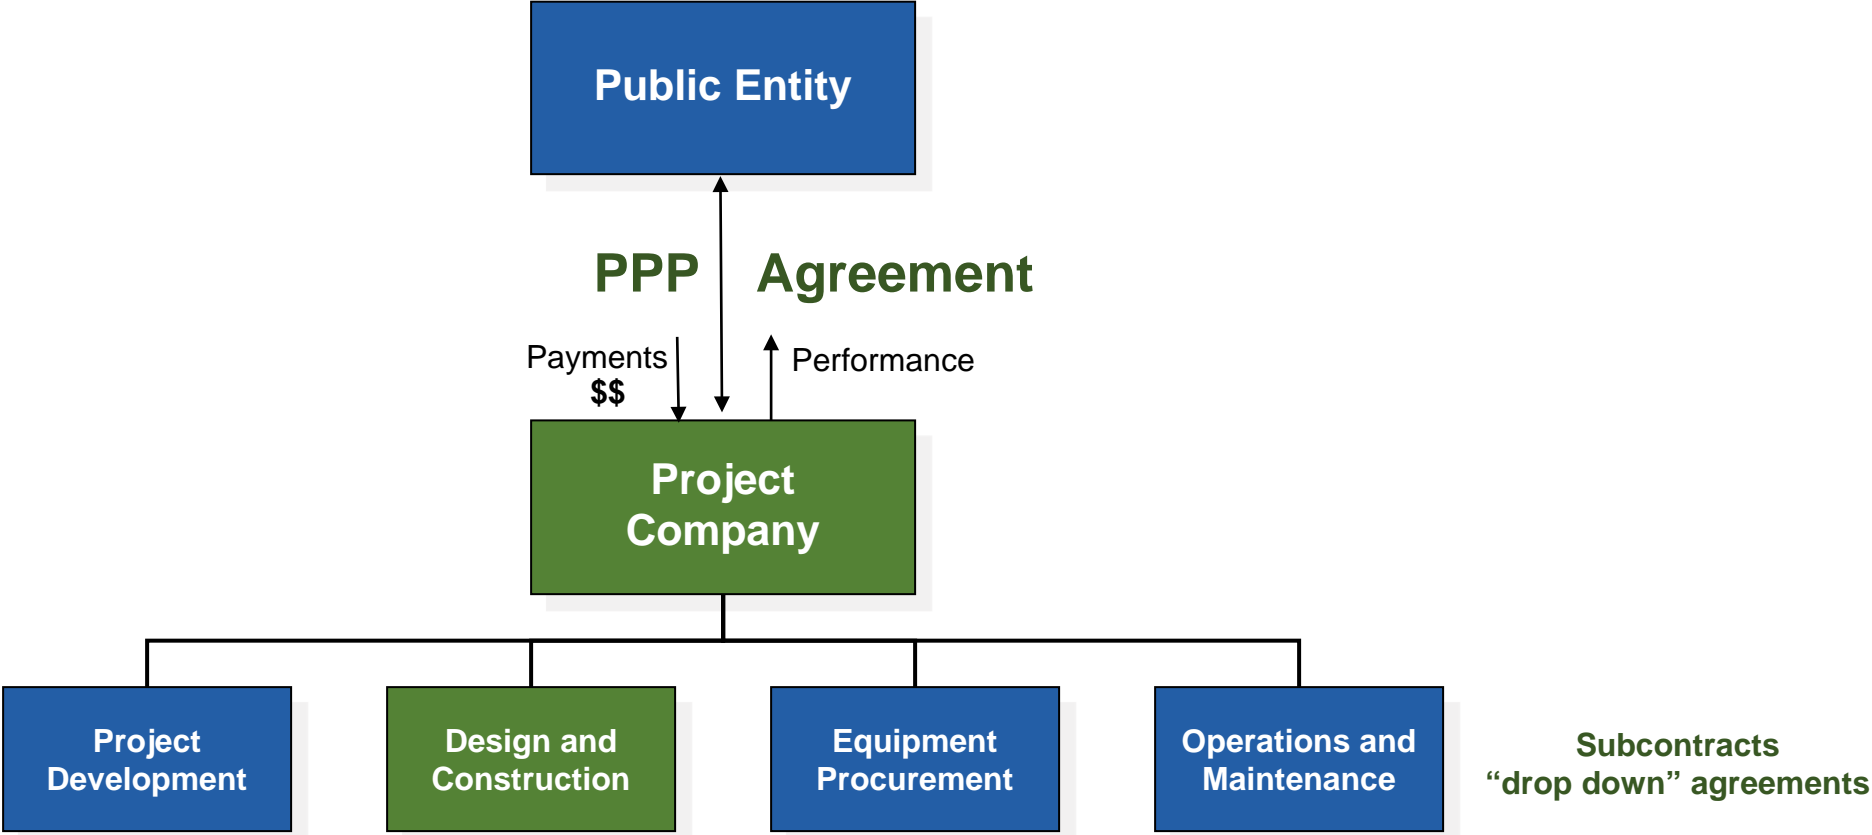 Public Entity
PPP Agreement
Payments
$$
Performance
Project
Company
Project
Development
Design and
Construction
Equipment
Procurement
Operations and
Maintenance
Subcontracts
“drop down” agreements